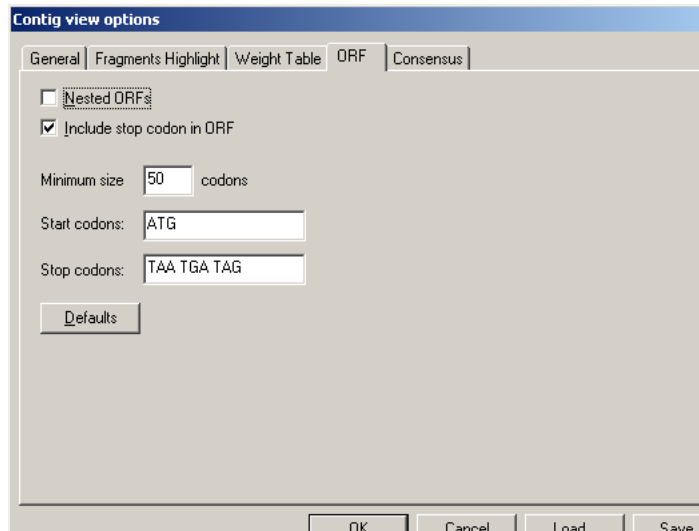 Contig view options
General Fragments Highlight Weight Table ORF Consensus
Nested ORFs
Include stop codon in ORF
Minimum size 50 codons
Start codons: ATG
Stop codons: TAA TGA TAG
Defaults
OK Cancel Load Save